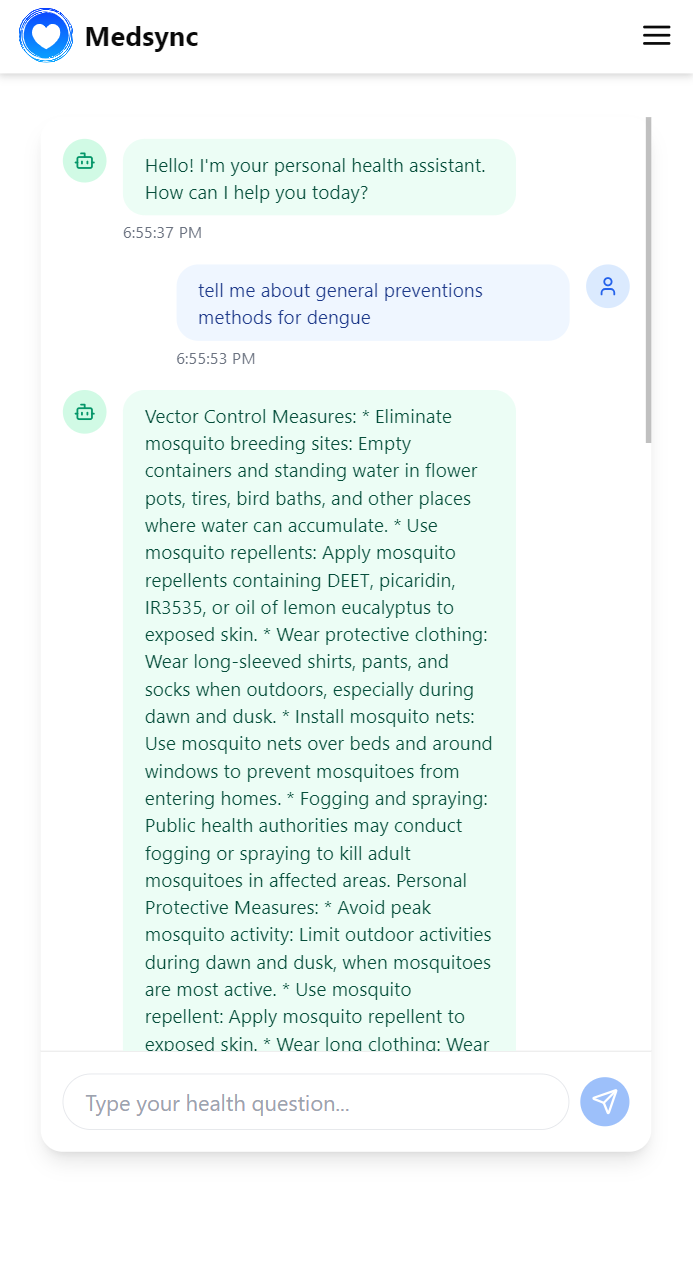 Medsync
Hello! I'm your personal health assistant.
How can I help you today?
6:55:37 PM
tell me about general preventions
methods for dengue
6:55:53 PM
Vector Control Measures: * Eliminate
mosquito breeding sites: Empty
containers and standing water in flower
pots, tires, bird baths, and other places
where water can accumulate. * Use
mosquito repellents: Apply mosquito
repellents containing DEET, picaridin,
IR3535, or oil of lemon eucalyptus to
exposed skin. * Wear protective clothing:
Wear long-sleeved shirts, pants, and
socks when outdoors, especially during
dawn and dusk. * Install mosquito nets:
Use mosquito nets over beds and around
windows to prevent mosquitoes from
entering homes. * Fogging and spraying:
Public health authorities may conduct
fogging or spraying to kill adult
mosquitoes in affected areas. Personal
Protective Measures: * Avoid peak
mosquito activity: Limit outdoor activities
during dawn and dusk, when mosquitoes
are most active. * Use mosquito
repellent: Apply mosquito repellent to
exposed skin. * Wear long clothing: Wear
Type your health question...